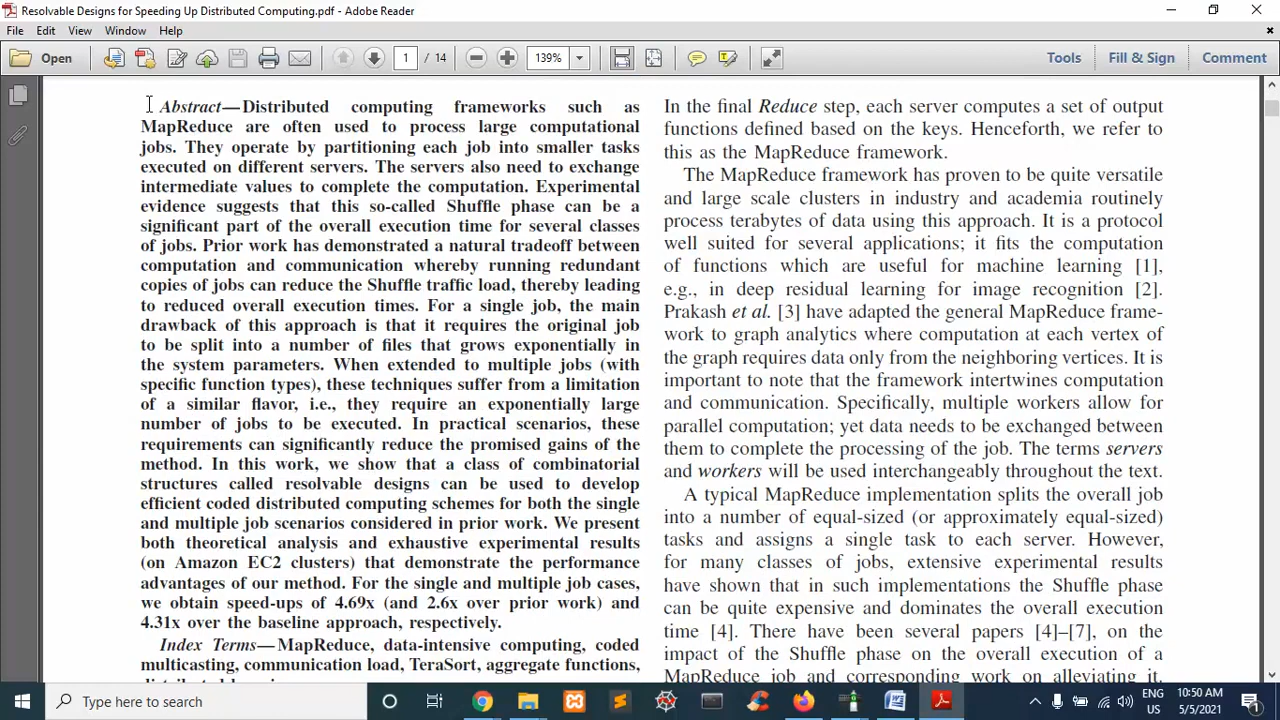 Resolvable Designs for Speeding Up Distributed Computing.pdf - Adobe Reader
File Edit View Window Help
Open 1 / 14 139% Tools Fill & Sign Comment
Abstract—Distributed computing frameworks such as
MapReduce are often used to process large computational
jobs. They operate by partitioning each job into smaller tasks
executed on different servers. The servers also need to exchange
intermediate values to complete the computation. Experimental
evidence suggests that this so-called Shuffle phase can be a
significant part of the overall execution time for several classes
of jobs. Prior work has demonstrated a natural tradeoff between
computation and communication whereby running redundant
copies of jobs can reduce the Shuffle traffic load, thereby leading
to reduced overall execution times. For a single job, the main
drawback of this approach is that it requires the original job
to be split into a number of files that grows exponentially in
the system parameters. When extended to multiple jobs (with
specific function types), these techniques suffer from a limitation
of a similar flavor, i.e., they require an exponentially large
number of jobs to be executed. In practical scenarios, these
requirements can significantly reduce the promised gains of the
method. In this work, we show that a class of combinatorial
structures called resolvable designs can be used to develop
efficient coded distributed computing schemes for both the single
and multiple job scenarios considered in prior work. We present
both theoretical analysis and exhaustive experimental results
(on Amazon EC2 clusters) that demonstrate the performance
advantages of our method. For the single and multiple job cases,
we obtain speed-ups of 4.69x (and 2.6x over prior work) and
4.31x over the baseline approach, respectively.
Index Terms—MapReduce, data-intensive computing, coded
multicasting, communication load, TeraSort, aggregate functions,
In the final Reduce step, each server computes a set of output
functions defined based on the keys. Henceforth, we refer to
this as the MapReduce framework.
The MapReduce framework has proven to be quite versatile
and large scale clusters in industry and academia routinely
process terabytes of data using this approach. It is a protocol
well suited for several applications; it fits the computation
of functions which are useful for machine learning [1],
e.g., in deep residual learning for image recognition [2].
Prakash et al. [3] have adapted the general MapReduce frame-
work to graph analytics where computation at each vertex of
the graph requires data only from the neighboring vertices. It is
important to note that the framework intertwines computation
and communication. Specifically, multiple workers allow for
parallel computation; yet data needs to be exchanged between
them to complete the processing of the job. The terms servers
and workers will be used interchangeably throughout the text.
A typical MapReduce implementation splits the overall job
into a number of equal-sized (or approximately equal-sized)
tasks and assigns a single task to each server. However,
for many classes of jobs, extensive experimental results
have shown that in such implementations the Shuffle phase
can be quite expensive and dominates the overall execution
time [4]. There have been several papers [4]–[7], on the
impact of the Shuffle phase on the overall execution of a
MapReduce job and corresponding work on alleviating it.
Type here to search
ENG
US
10:50 AM
5/5/2021
1